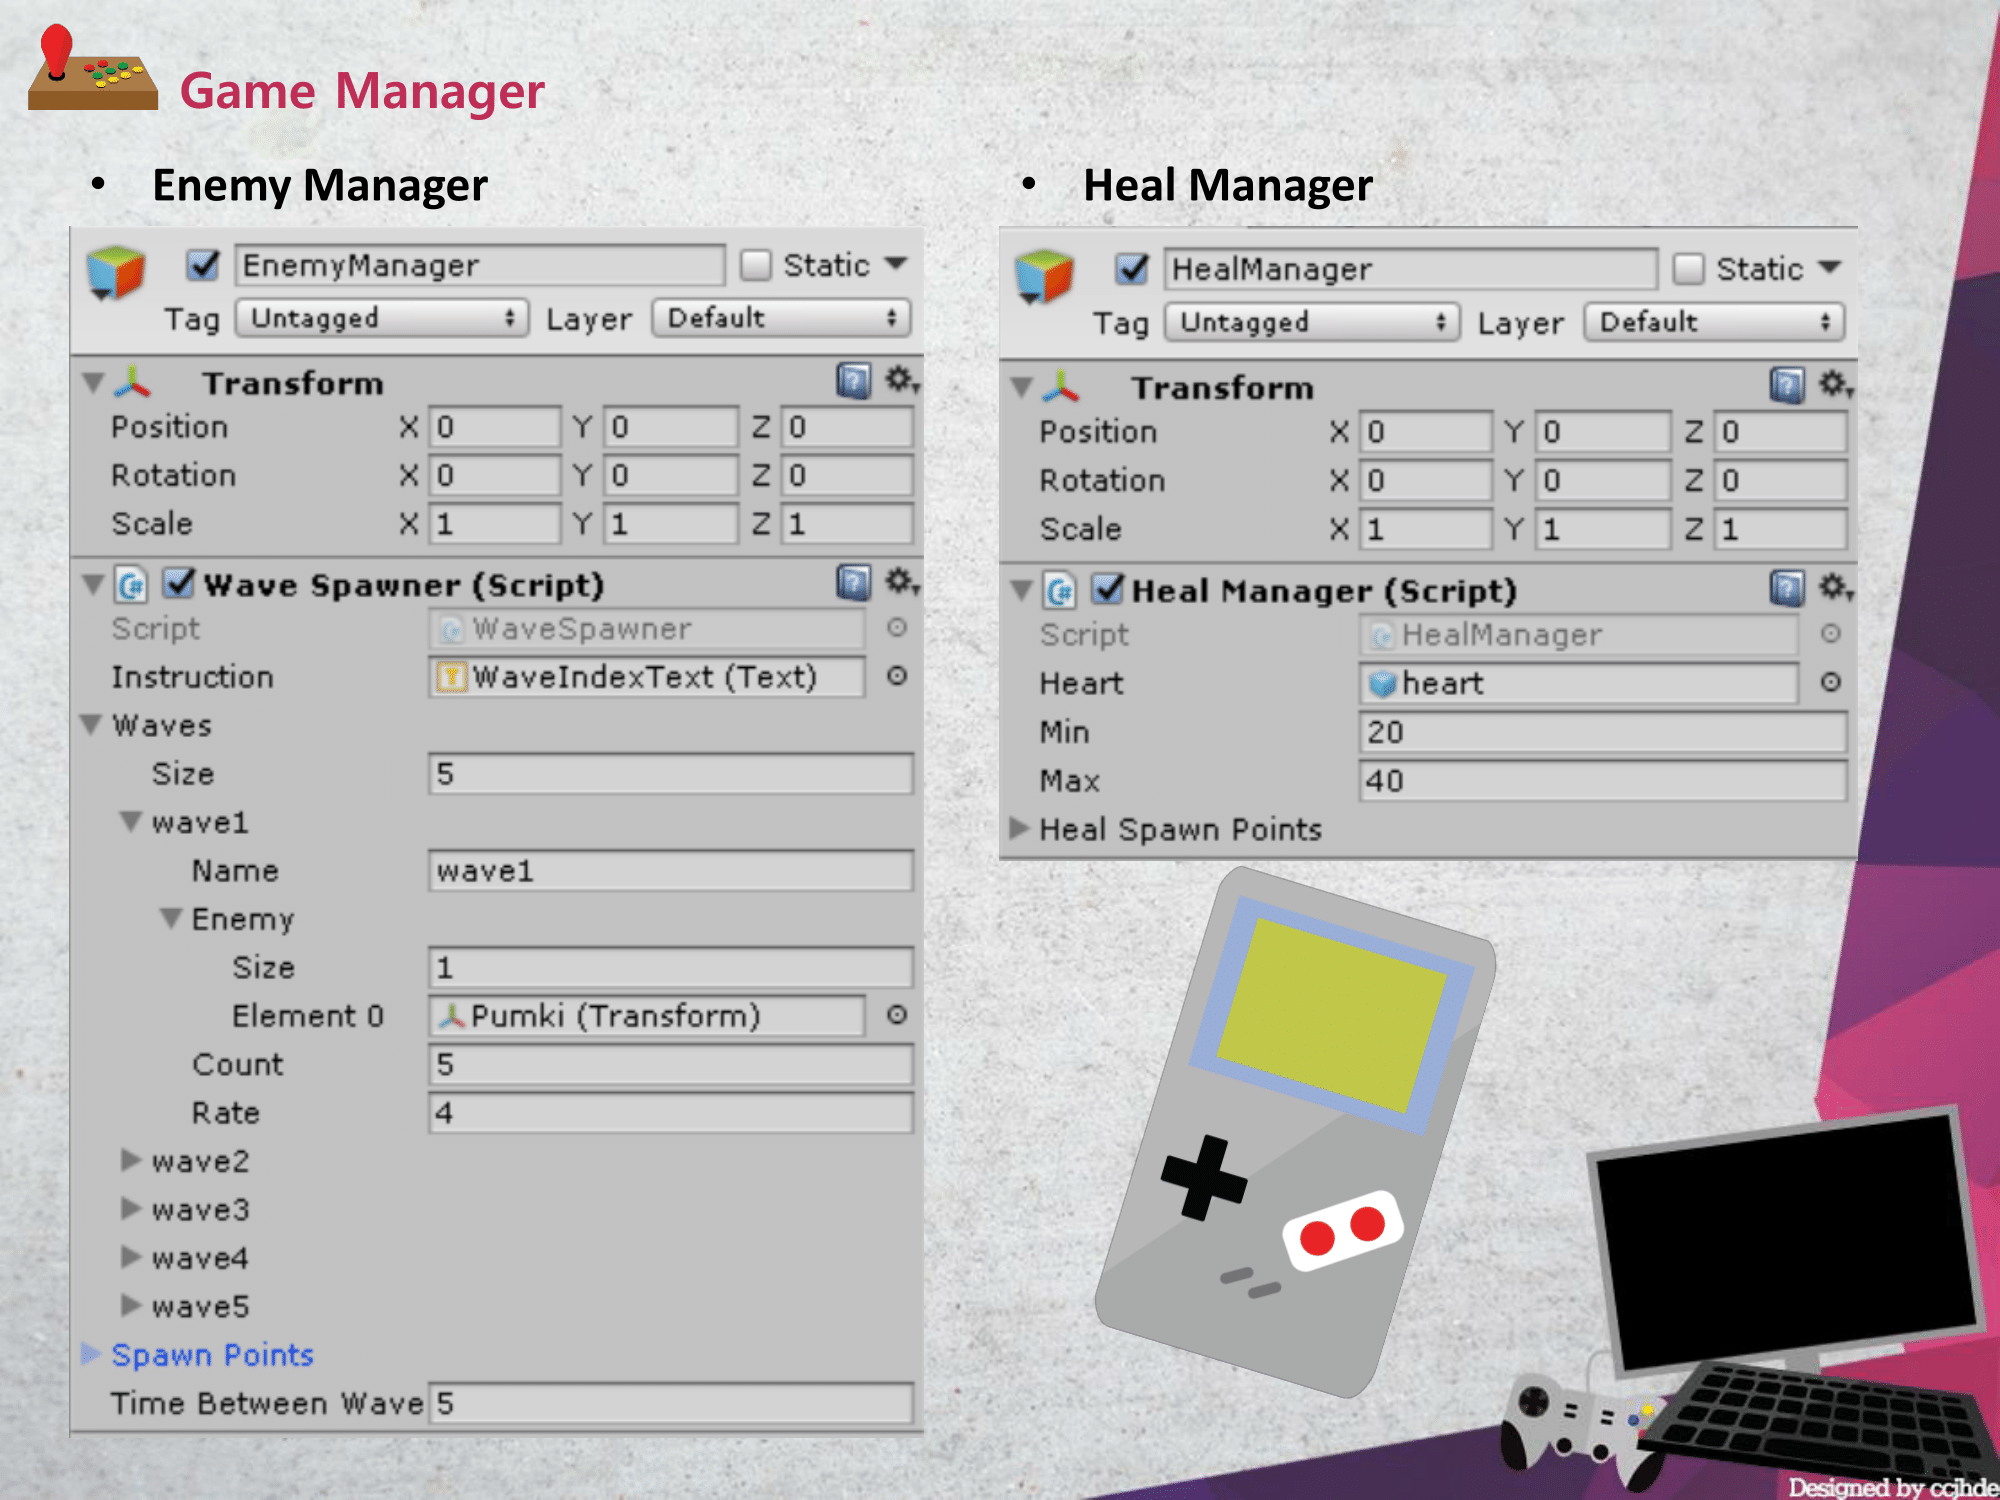 Game Manager
• Enemy Manager
EnemyManager Static
Tag Untagged Layer Default
Transform
Position X 0 Y 0 Z 0
Rotation X 0 Y 0 Z 0
Scale X 1 Y 1 Z 1
Wave Spawner (Script)
Script WaveSpawner
Instruction WaveIndexText (Text)
Waves
Size 5
wave1
Name wave1
Enemy
Size 1
Element 0 Pumki (Transform)
Count 5
Rate 4
wave2
wave3
wave4
wave5
Spawn Points
Time Between Wave 5
• Heal Manager
HealManager Static
Tag Untagged Layer Default
Transform
Position X 0 Y 0 Z 0
Rotation X 0 Y 0 Z 0
Scale X 1 Y 1 Z 1
Heal Manager (Script)
Script HealManager
Heart heart
Min 20
Max 40
Heal Spawn Points
Designed by ccjhde